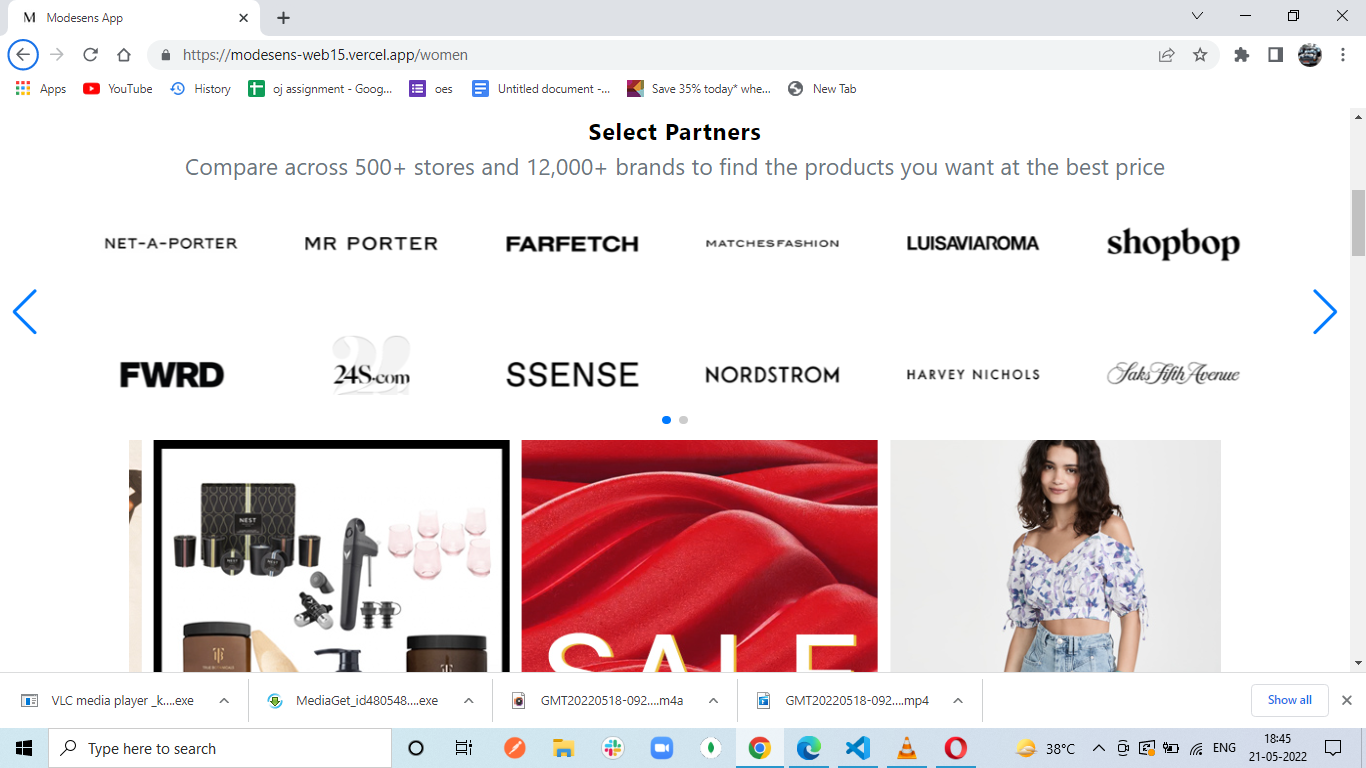 M Modesens App
https://modesens-web15.vercel.app/women
Apps YouTube History oj assignment - Goog... oes Untitled document -... Save 35% today* whe... New Tab
Select Partners
Compare across 500+ stores and 12,000+ brands to find the products you want at the best price
NET-A-PORTER MR PORTER FARFETCH MATCHESFASHION LUISAVIAROMA shopbop
FWRD 24S.com SSENSE NORDSTROM HARVEY NICHOLS Saks Fifth Avenue
NEST
SALE
VLC media player _k....exe MediaGet_id480548....exe GMT20220518-092....m4a GMT20220518-092....mp4 Show all
Type here to search 38°C ENG 18:45
21-05-2022